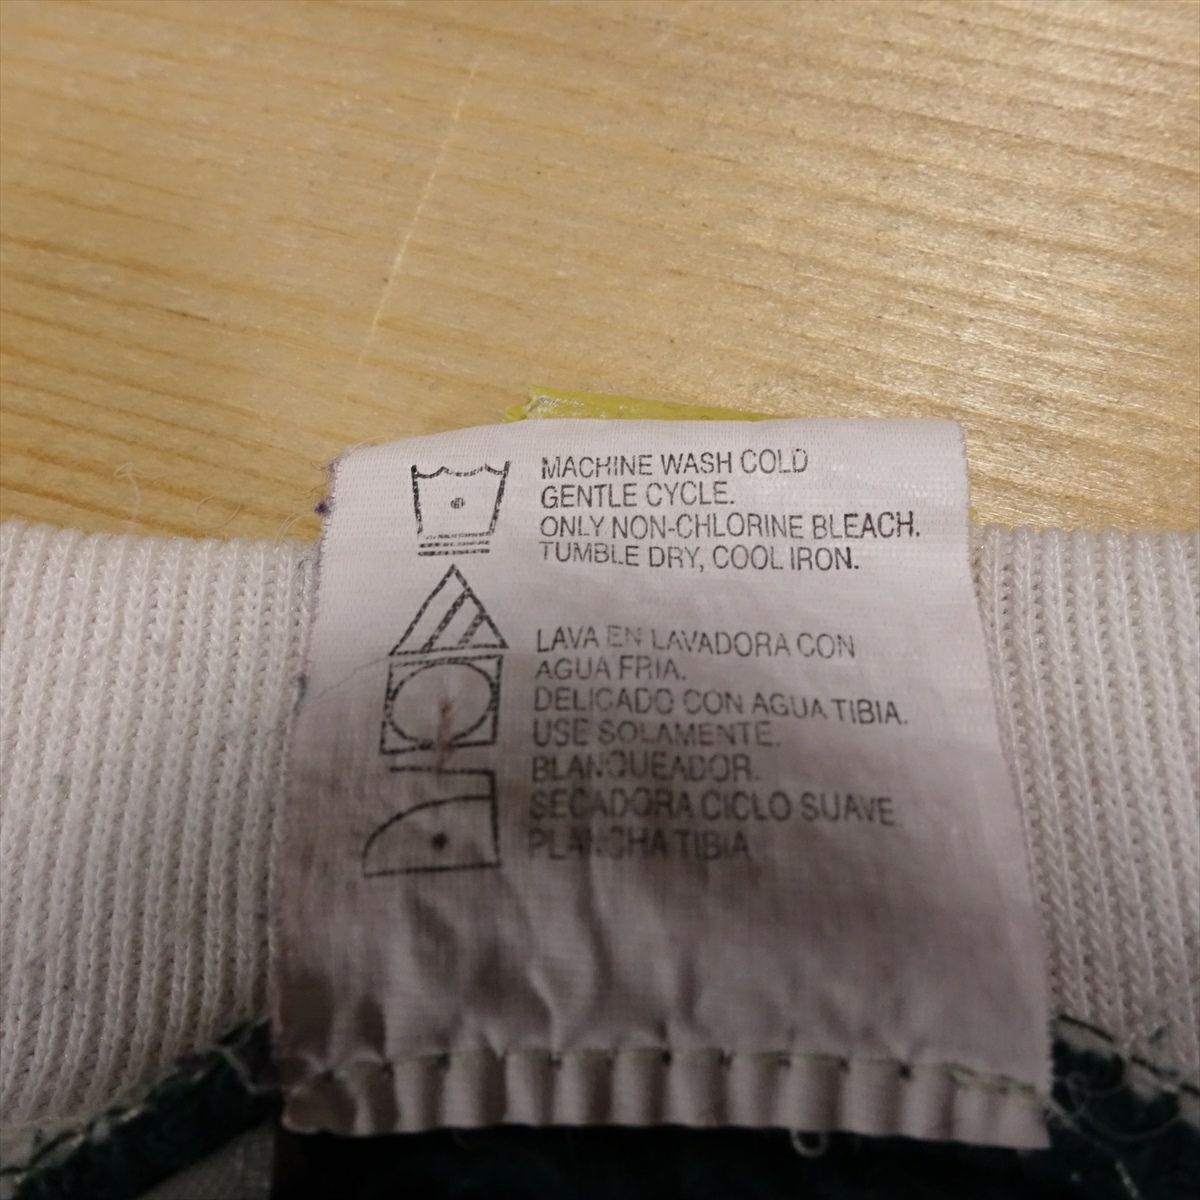 MACHINE WASH COLD
GENTLE CYCLE.
ONLY NON-CHLORINE BLEACH.
TUMBLE DRY, COOL IRON.
LAVA EN LAVADORA CON
AGUA FRIA.
DELICADO CON AGUA TIBIA.
USE SOLAMENTE.
BLANQUEADOR.
SECADORA CICLO SUAVE
PLANCHA TIBIA